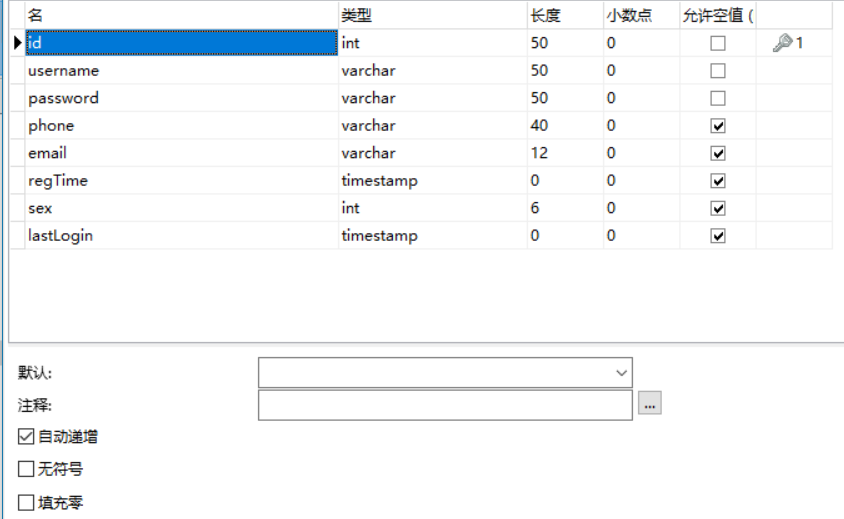 名 类型 长度 小数点 允许空值 (
id int 50 0 1
username varchar 50 0
password varchar 50 0
phone varchar 40 0
email varchar 12 0
regTime timestamp 0 0
sex int 6 0
lastLogin timestamp 0 0
默认:
注释: ...
自动递增
无符号
填充零